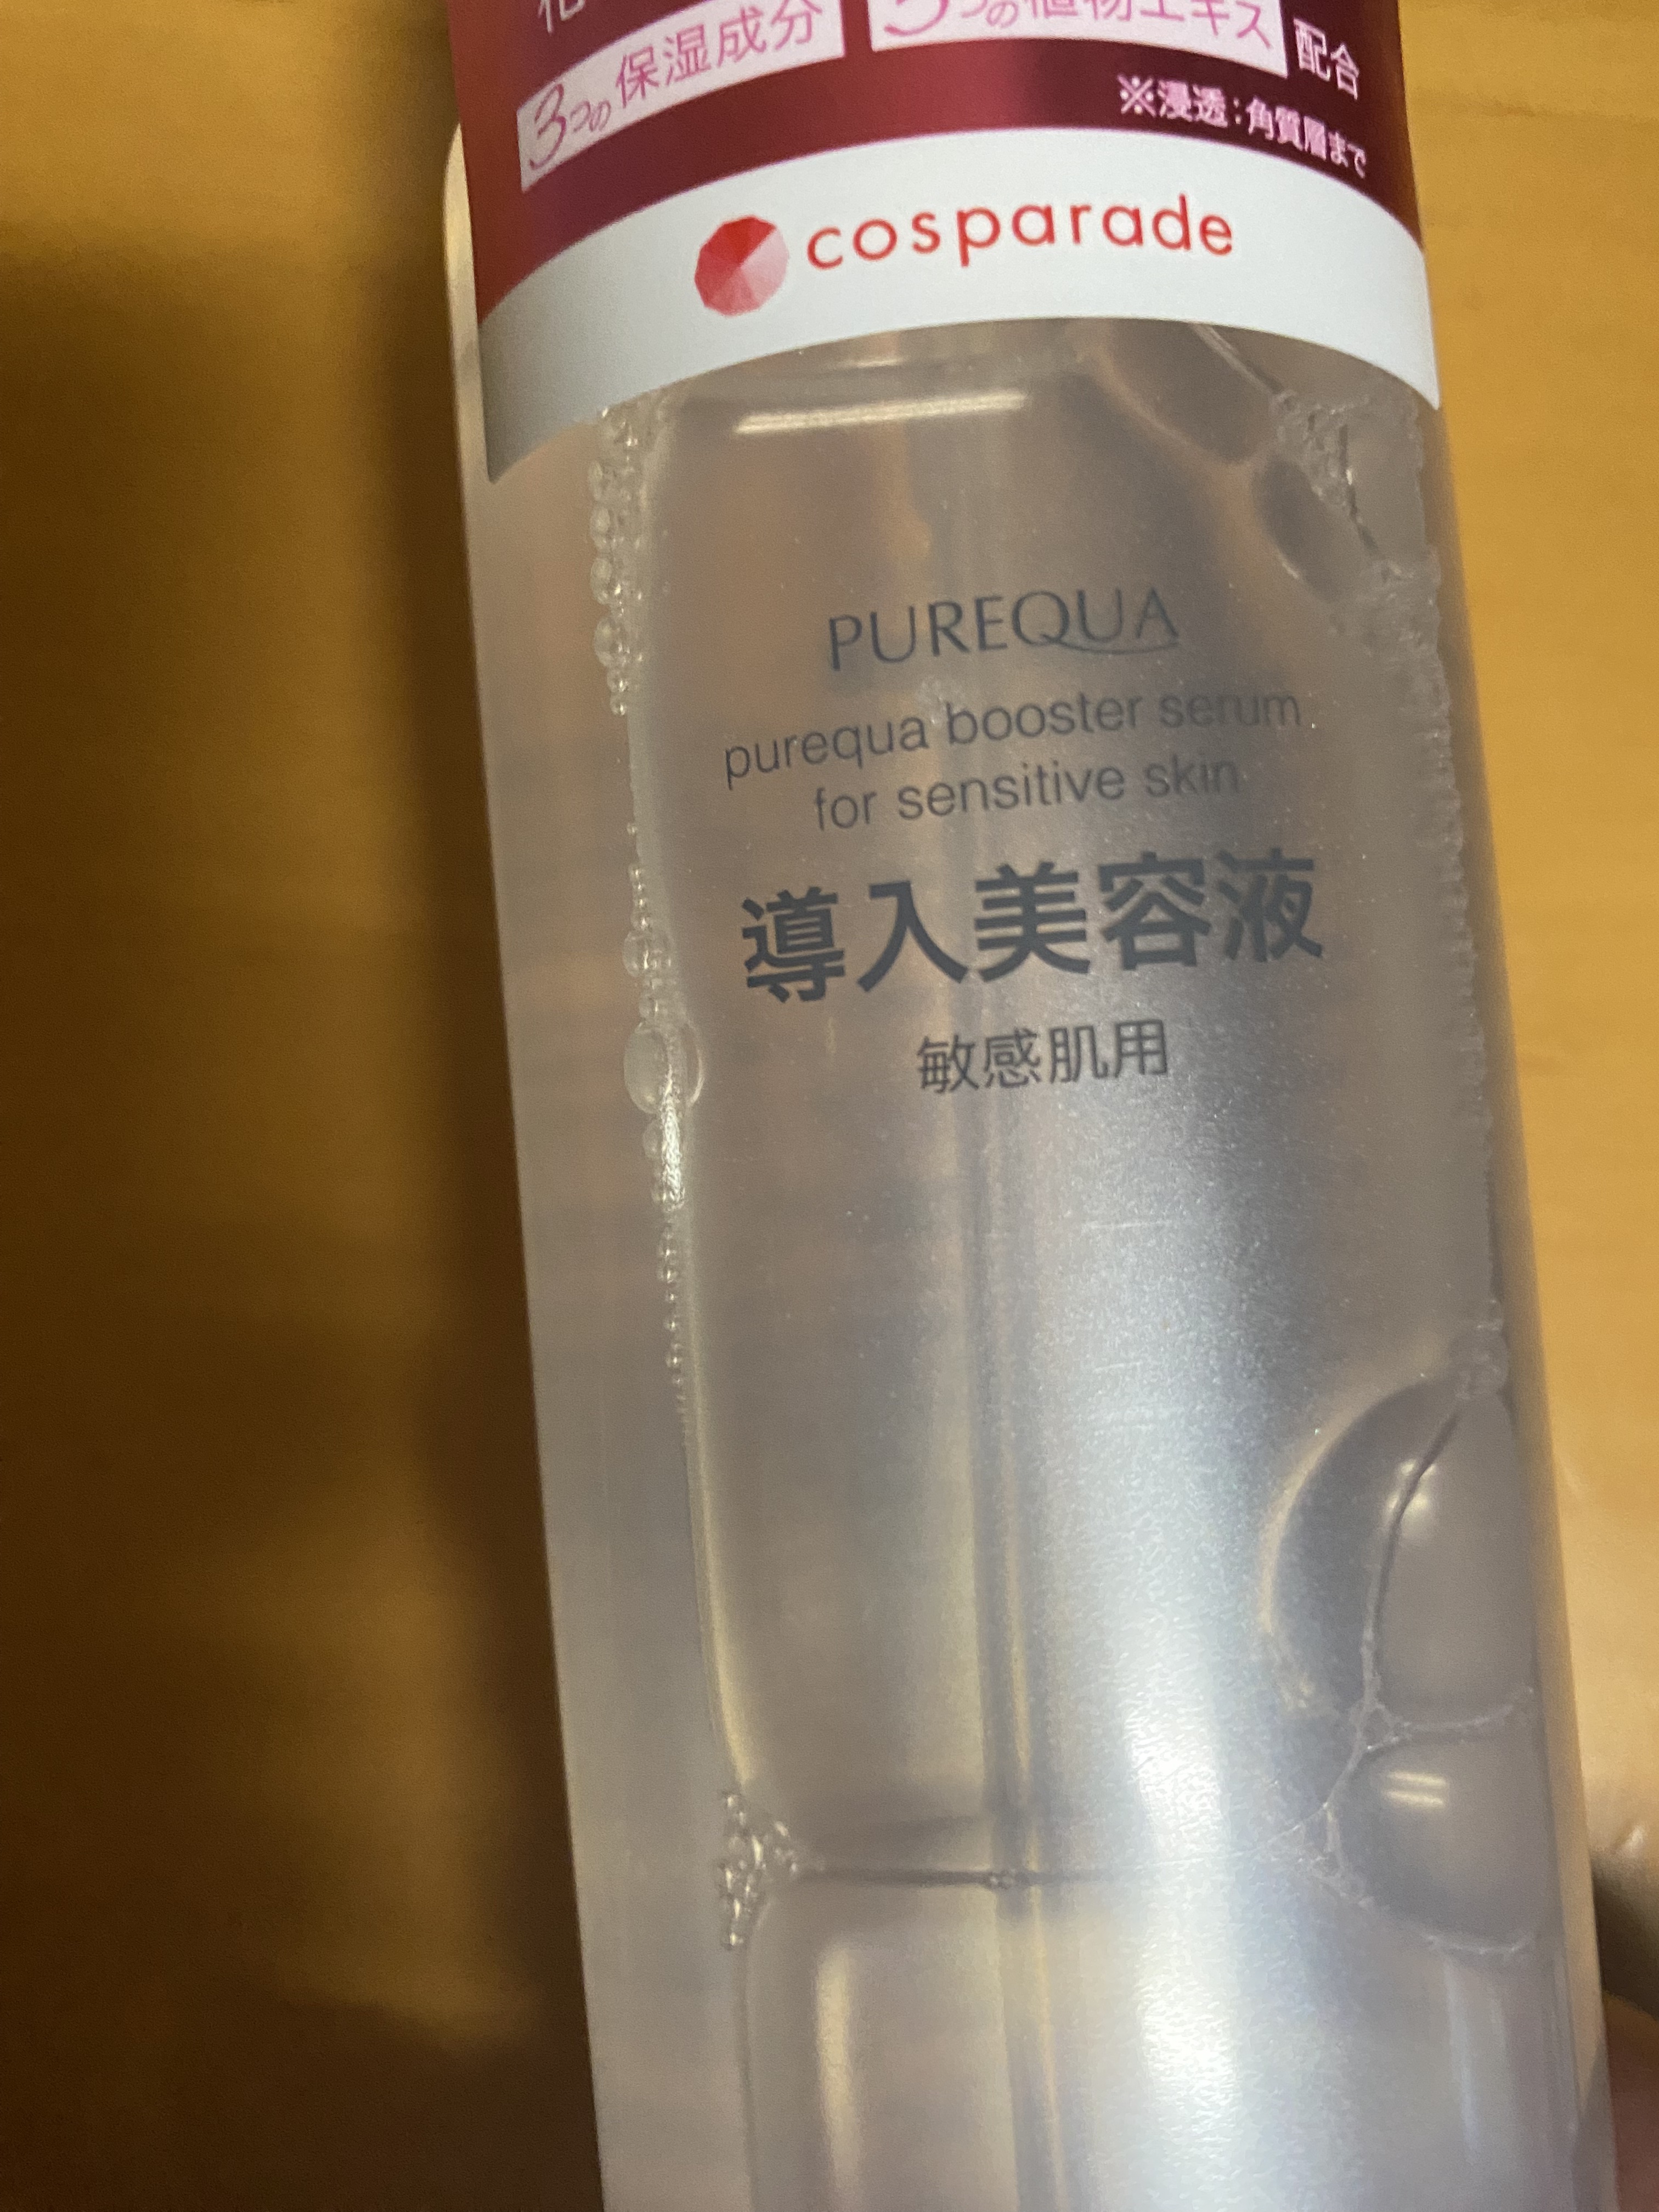 3つの保湿成分 5つの植物エキス 配合
※浸透:角質層まで
cosparade
PUREQUA
purequa booster serum
for sensitive skin
導入美容液
敏感肌用